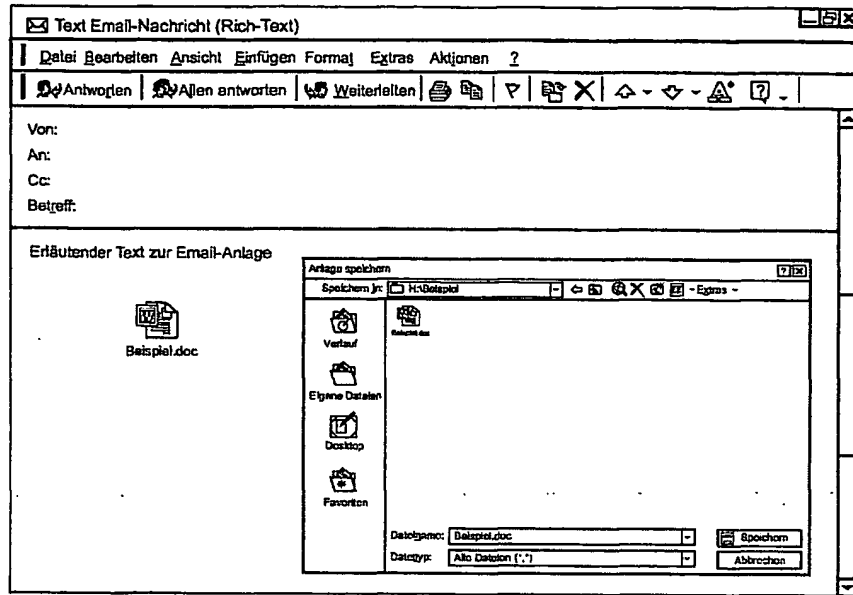 Text Email-Nachricht (Rich-Text)
Datei Bearbeiten Ansicht Einfügen Format Extras Aktionen ?
Antworten Allen antworten Weiterleiten
Von:
An:
Cc:
Betreff:
Erläutender Text zur Email-Anlage
Beispiel.doc
Anlage speichern
Speichern in: H:\Beispiel Extras
Beispiel.doc
Verlauf
Eigene Dateien
Desktop
Favoriten
Dateiname: Beispiel.doc Speichern
Dateityp: Alle Dateien (*.*) Abbrechen